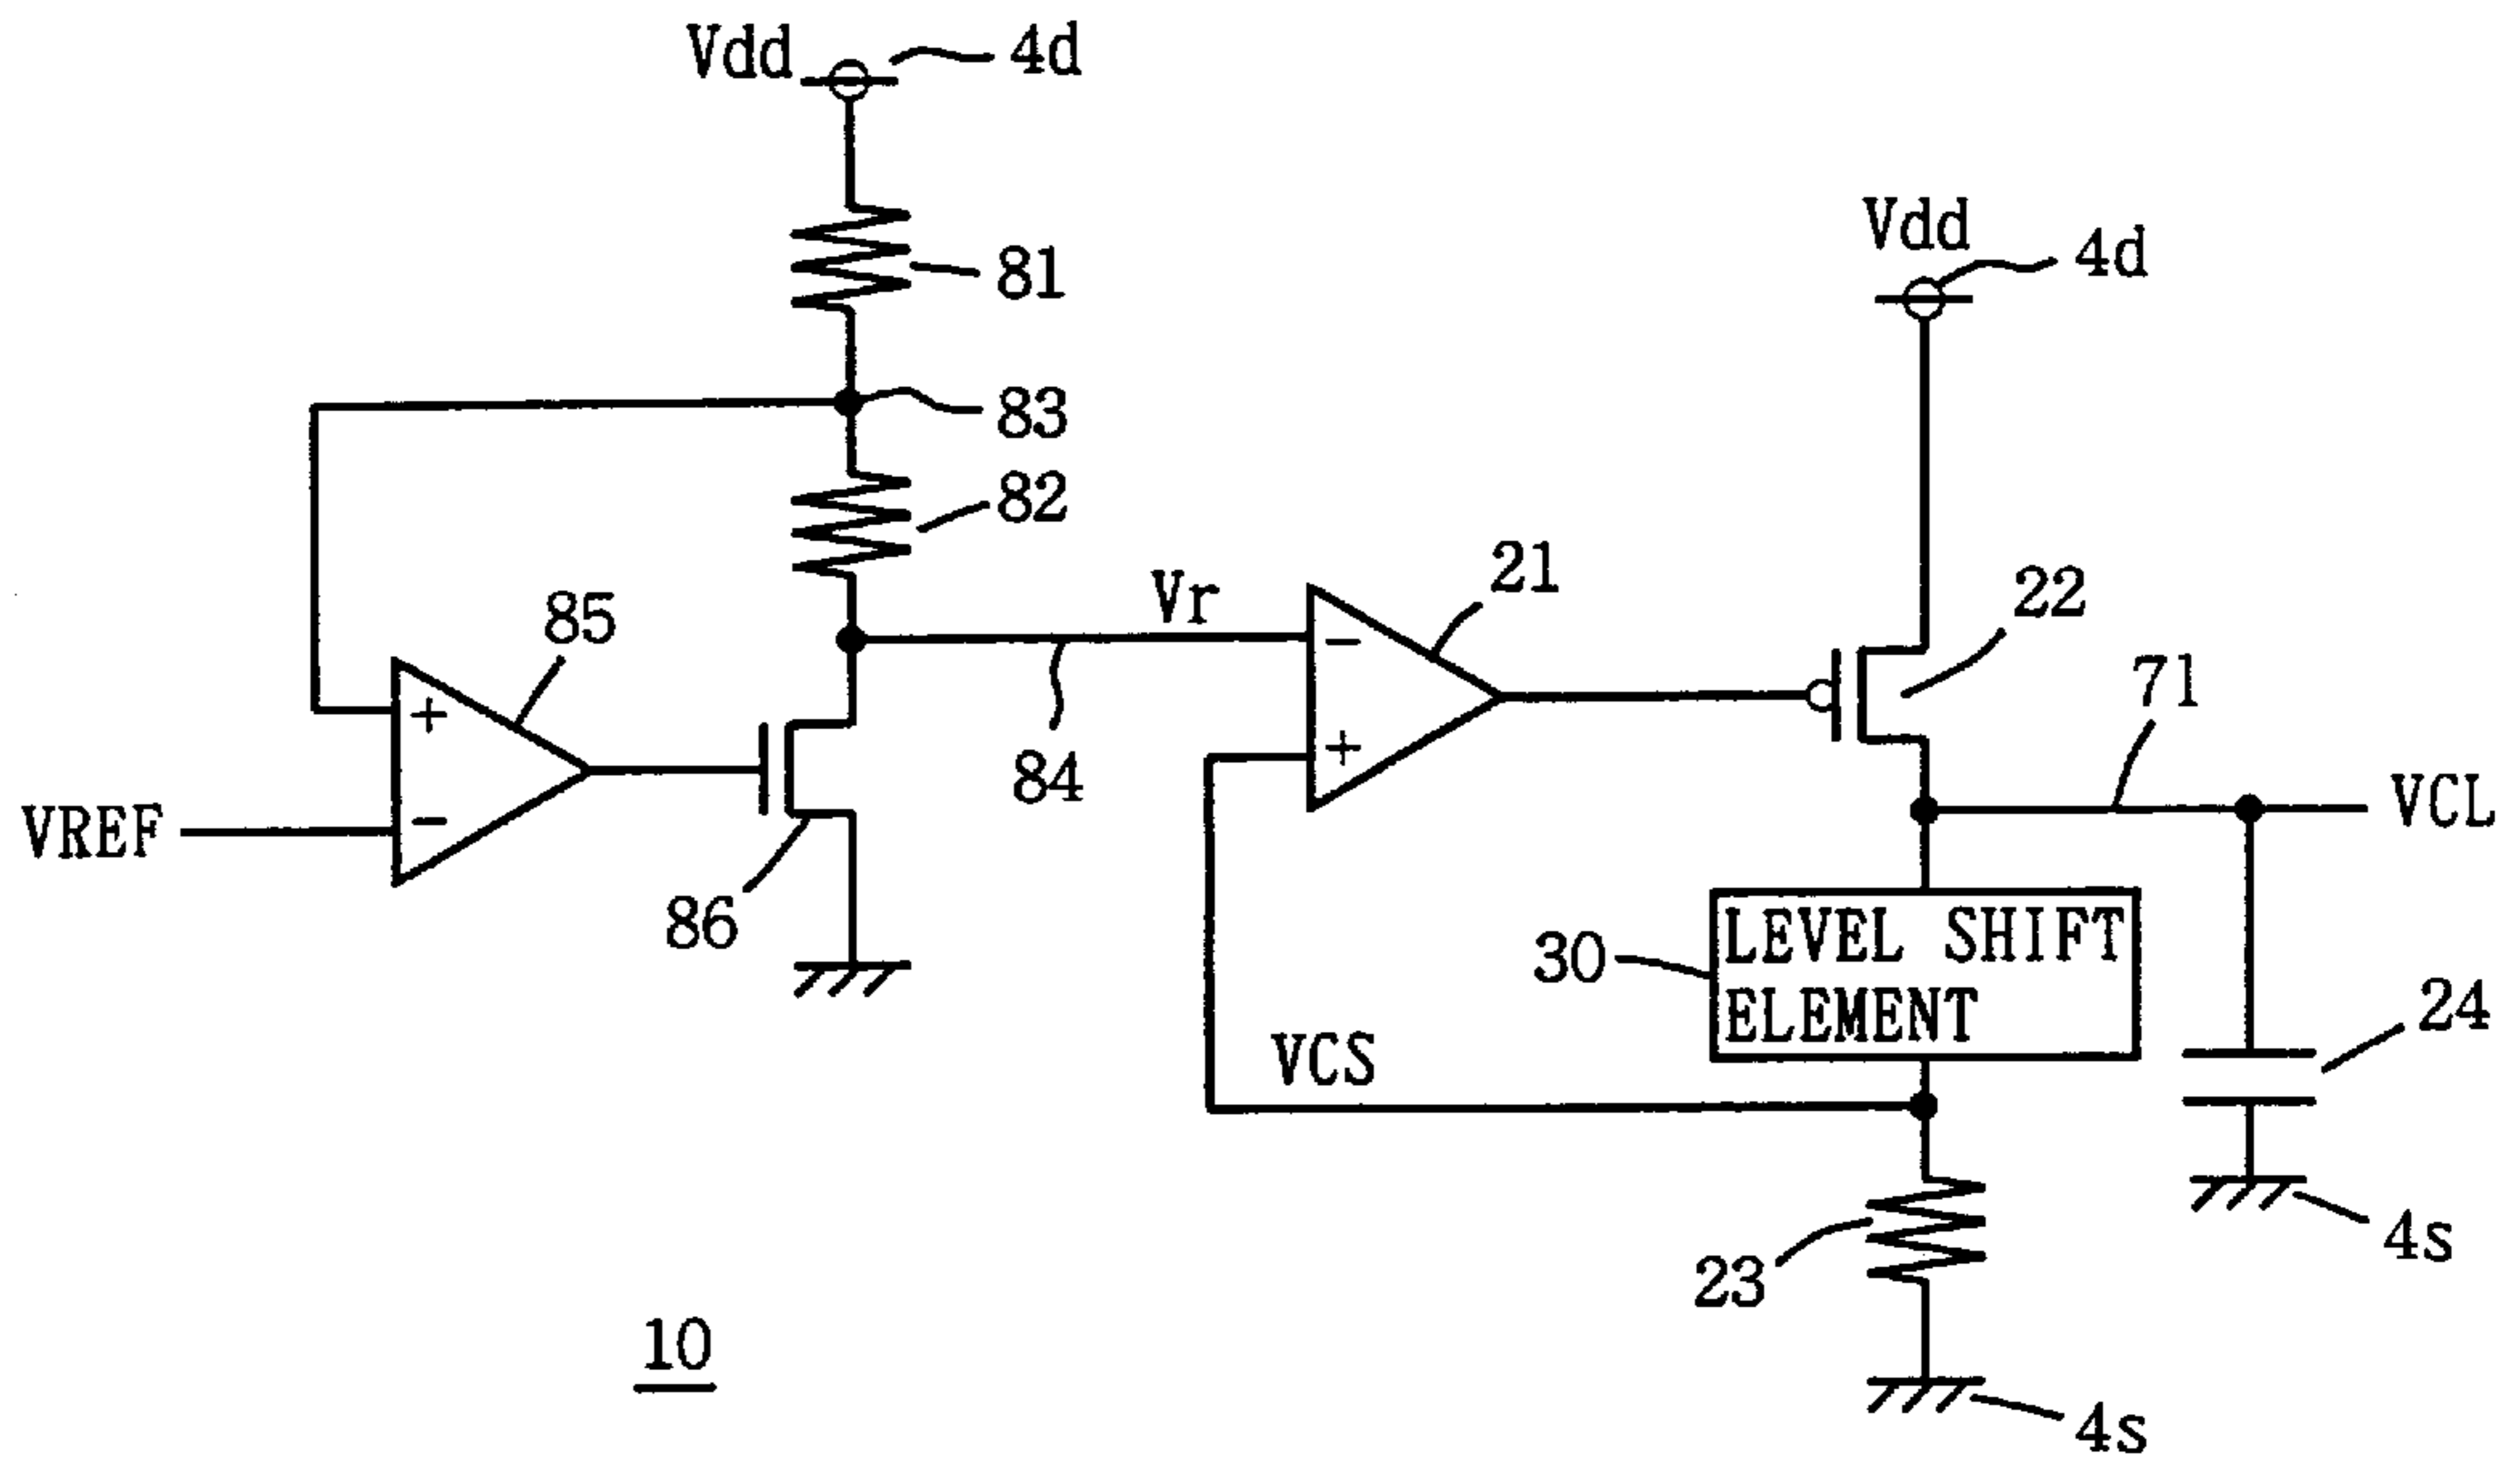 Vdd
4d
81
83
82
85
VREF
+
-
86
84
Vr
21
-
+
Vdd
4d
22
71
VCL
30
LEVEL SHIFT
ELEMENT
24
VCS
4s
23
4s
10